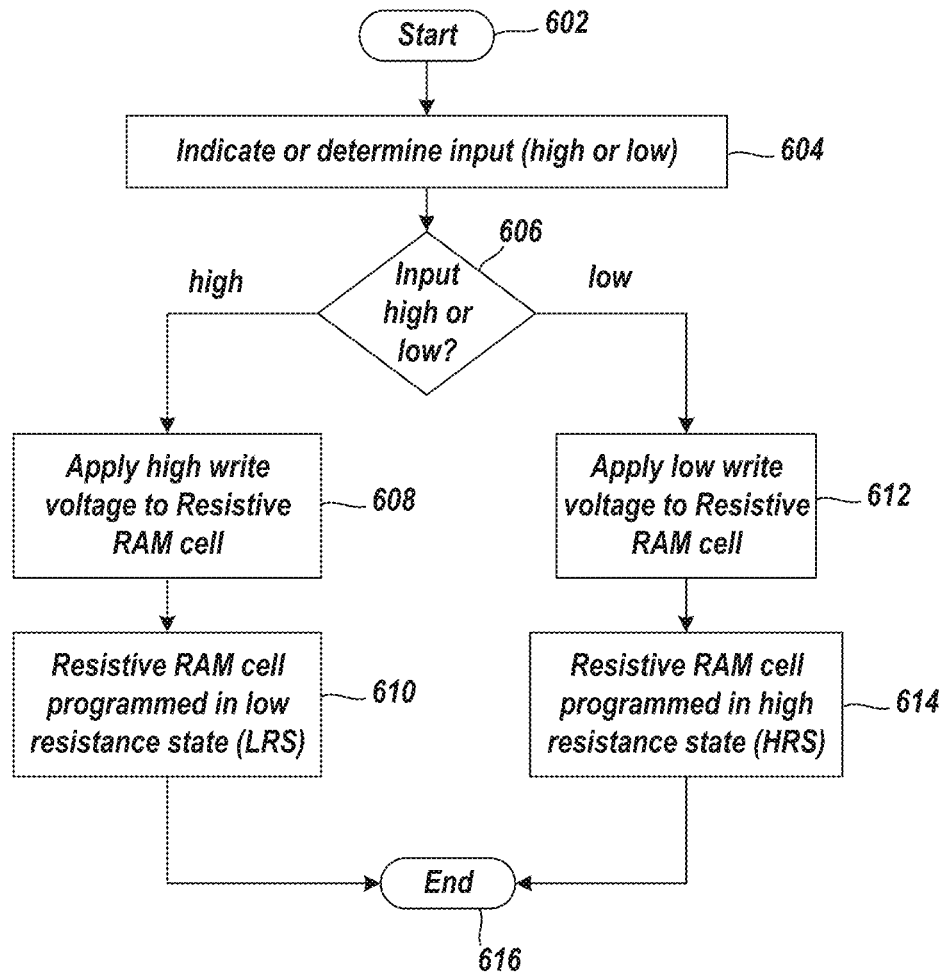 Start
602
Indicate or determine input (high or low)
604
606
high
Input
high or
low?
low
Apply high write
voltage to Resistive
RAM cell
608
Apply low write
voltage to Resistive
RAM cell
612
Resistive RAM cell
programmed in low
resistance state (LRS)
610
Resistive RAM cell
programmed in high
resistance state (HRS)
614
End
616